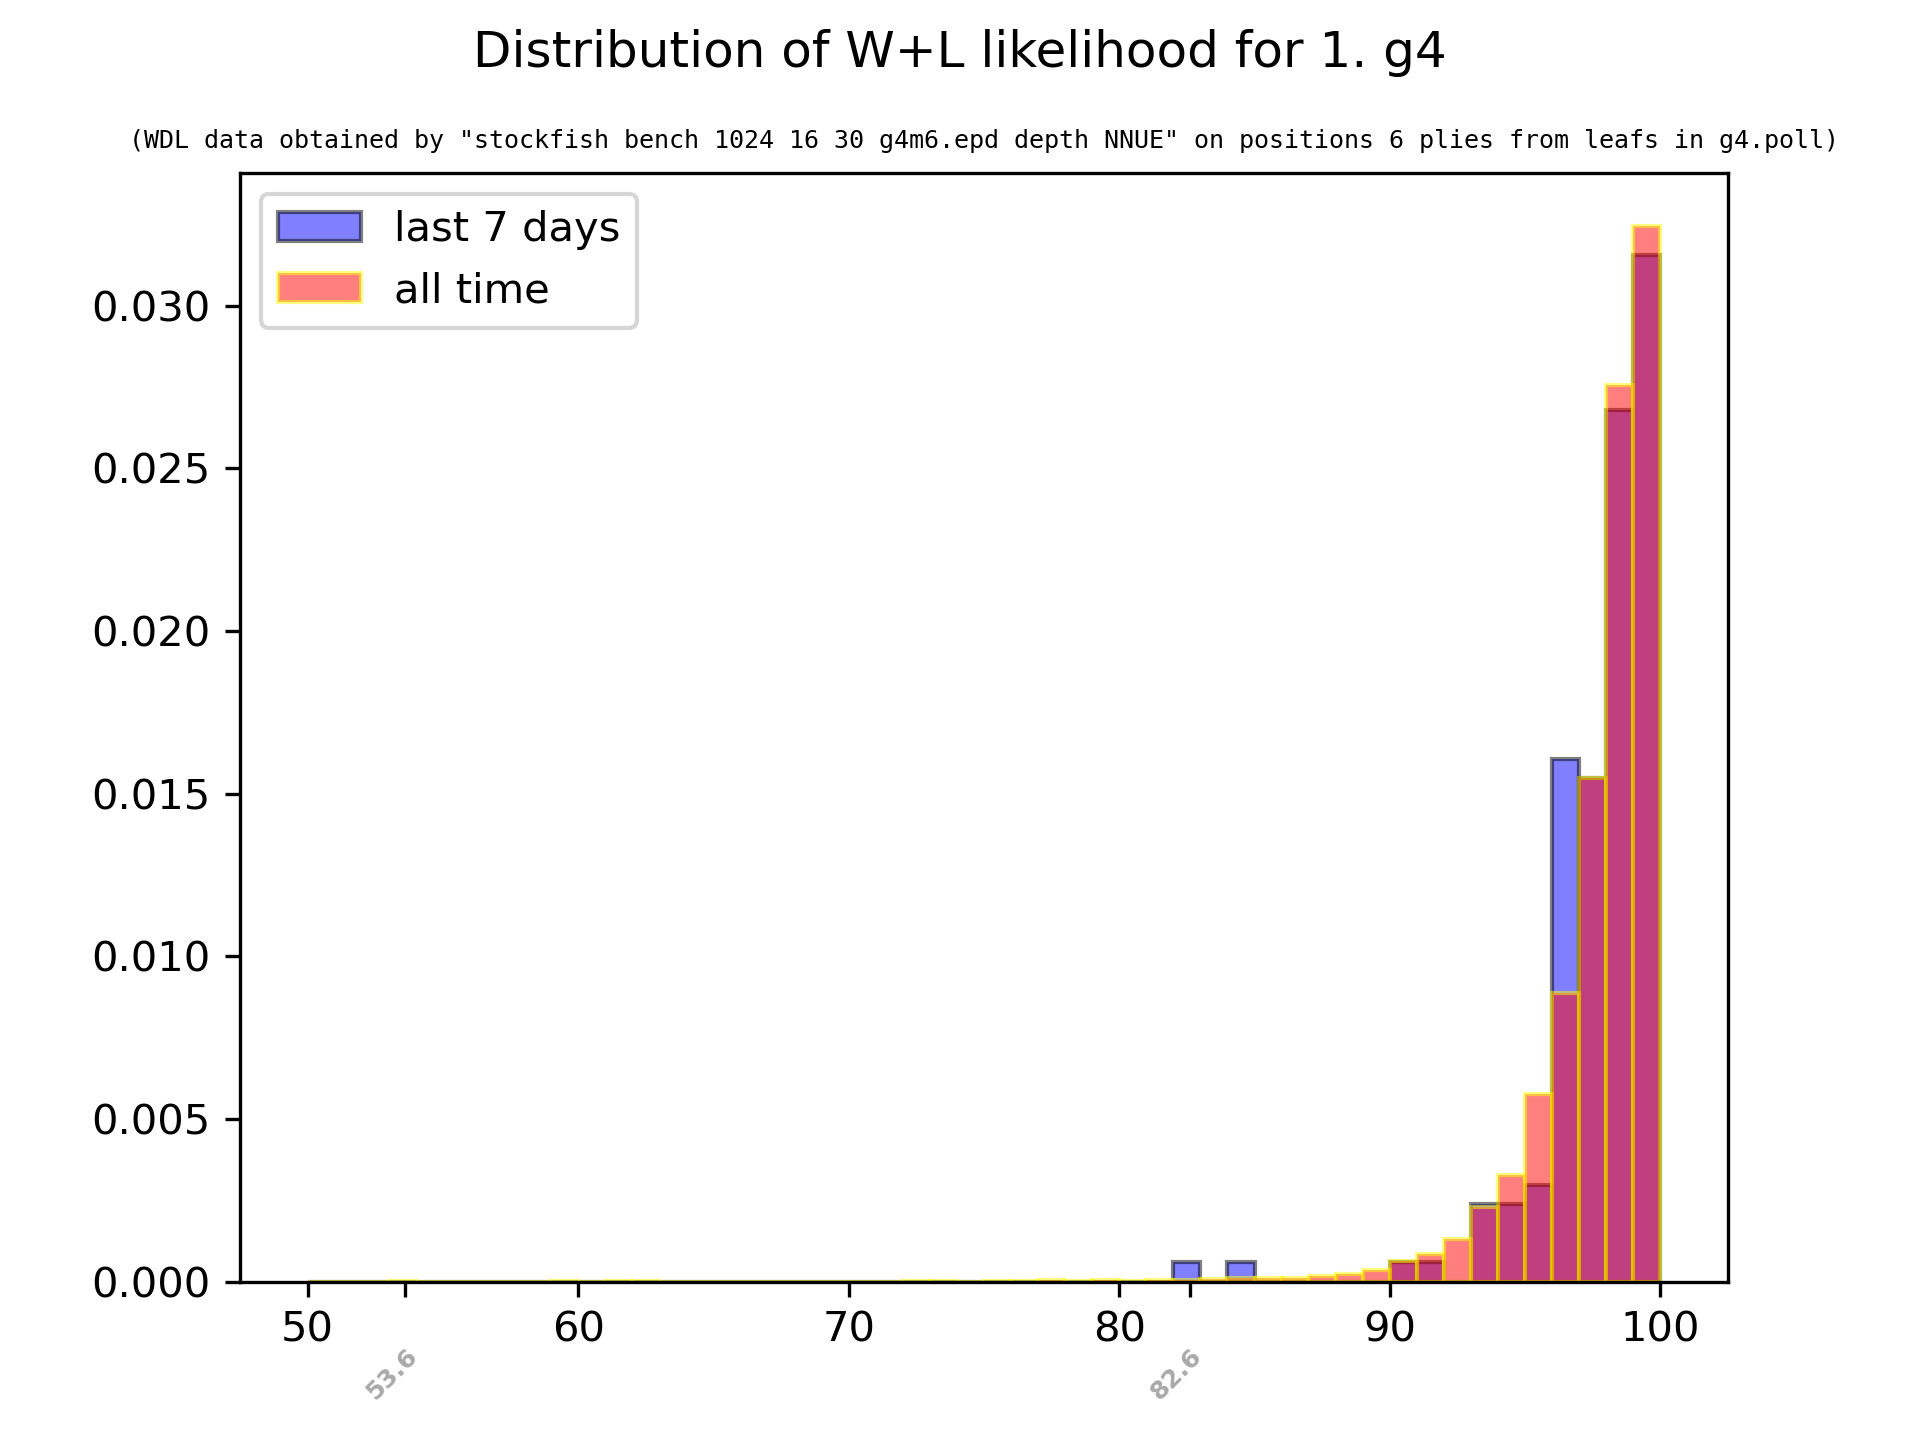 Distribution of W+L likelihood for 1. g4
(WDL data obtained by "stockfish bench 1024 16 30 g4m6.epd depth NNUE" on positions 6 plies from leafs in g4.poll)
last 7 days
all time
0.030
0.025
0.020
0.015
0.010
0.005
0.000
50 60 70 80 90 100
53.6 82.6